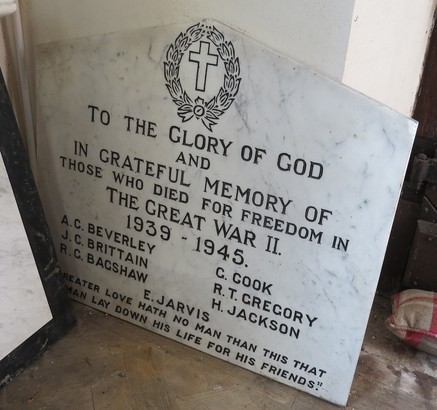 TO THE GLORY OF GOD
AND
IN GRATEFUL MEMORY OF
THOSE WHO DIED FOR FREEDOM IN
THE GREAT WAR II.
1939 - 1945.
A.C. BEVERLEY
J.C. BRITTAIN
R.G. BAGSHAW
C. COOK
R.T. GREGORY
H. JACKSON
E. JARVIS
GREATER LOVE HATH NO MAN THAN THIS THAT
MAN LAY DOWN HIS LIFE FOR HIS FRIENDS."